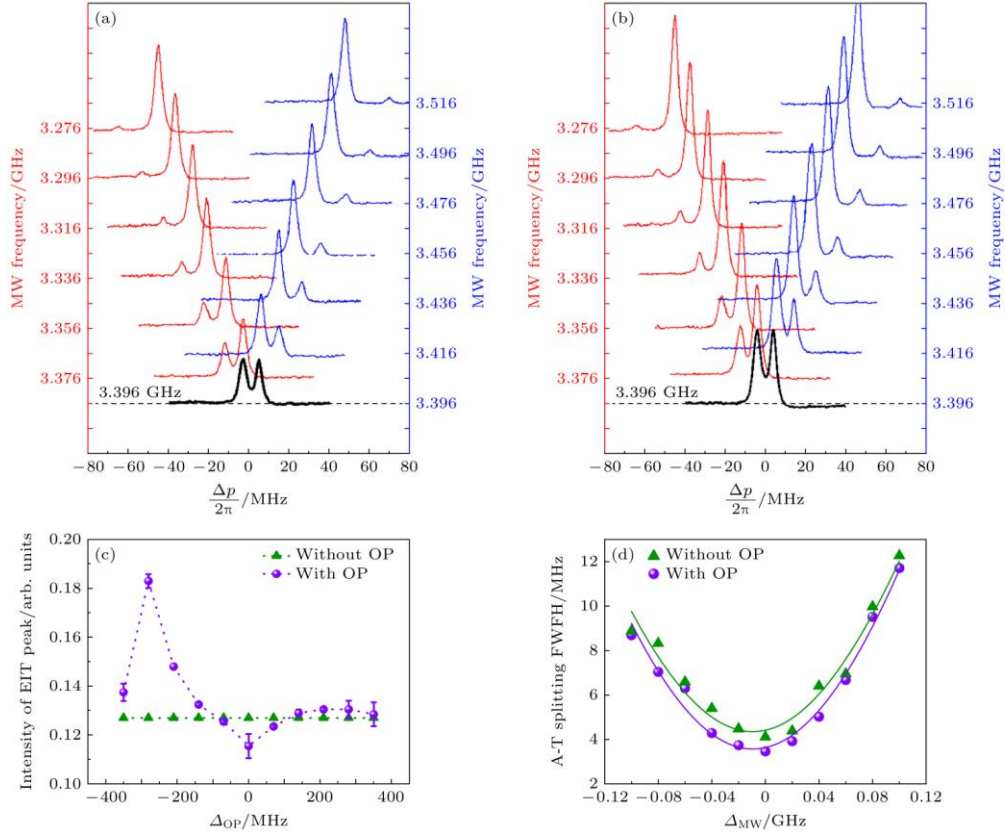 (a)
MW frequency/GHz
3.276
3.296
3.316
3.336
3.356
3.376
3.396 GHz
3.516
3.496
3.476
3.456
3.436
3.416
3.396
MW frequency/GHz
−80 −60 −40 −20 0 20 40 60 80
Δp/2π /MHz
(b)
MW frequency/GHz
3.276
3.296
3.316
3.336
3.356
3.376
3.396 GHz
3.516
3.496
3.476
3.456
3.436
3.416
3.396
MW frequency/GHz
−80 −60 −40 −20 0 20 40 60 80
Δp/2π /MHz
(c)
Without OP
With OP
Intensity of EIT peak/arb. units
0.20
0.18
0.16
0.14
0.12
0.10
−400 −200 0 200 400
Δ_OP/MHz
(d)
Without OP
With OP
A-T splitting FWFH/MHz
12
10
8
6
4
2
−0.12 −0.08 −0.04 0 0.04 0.08 0.12
Δ_MW/GHz